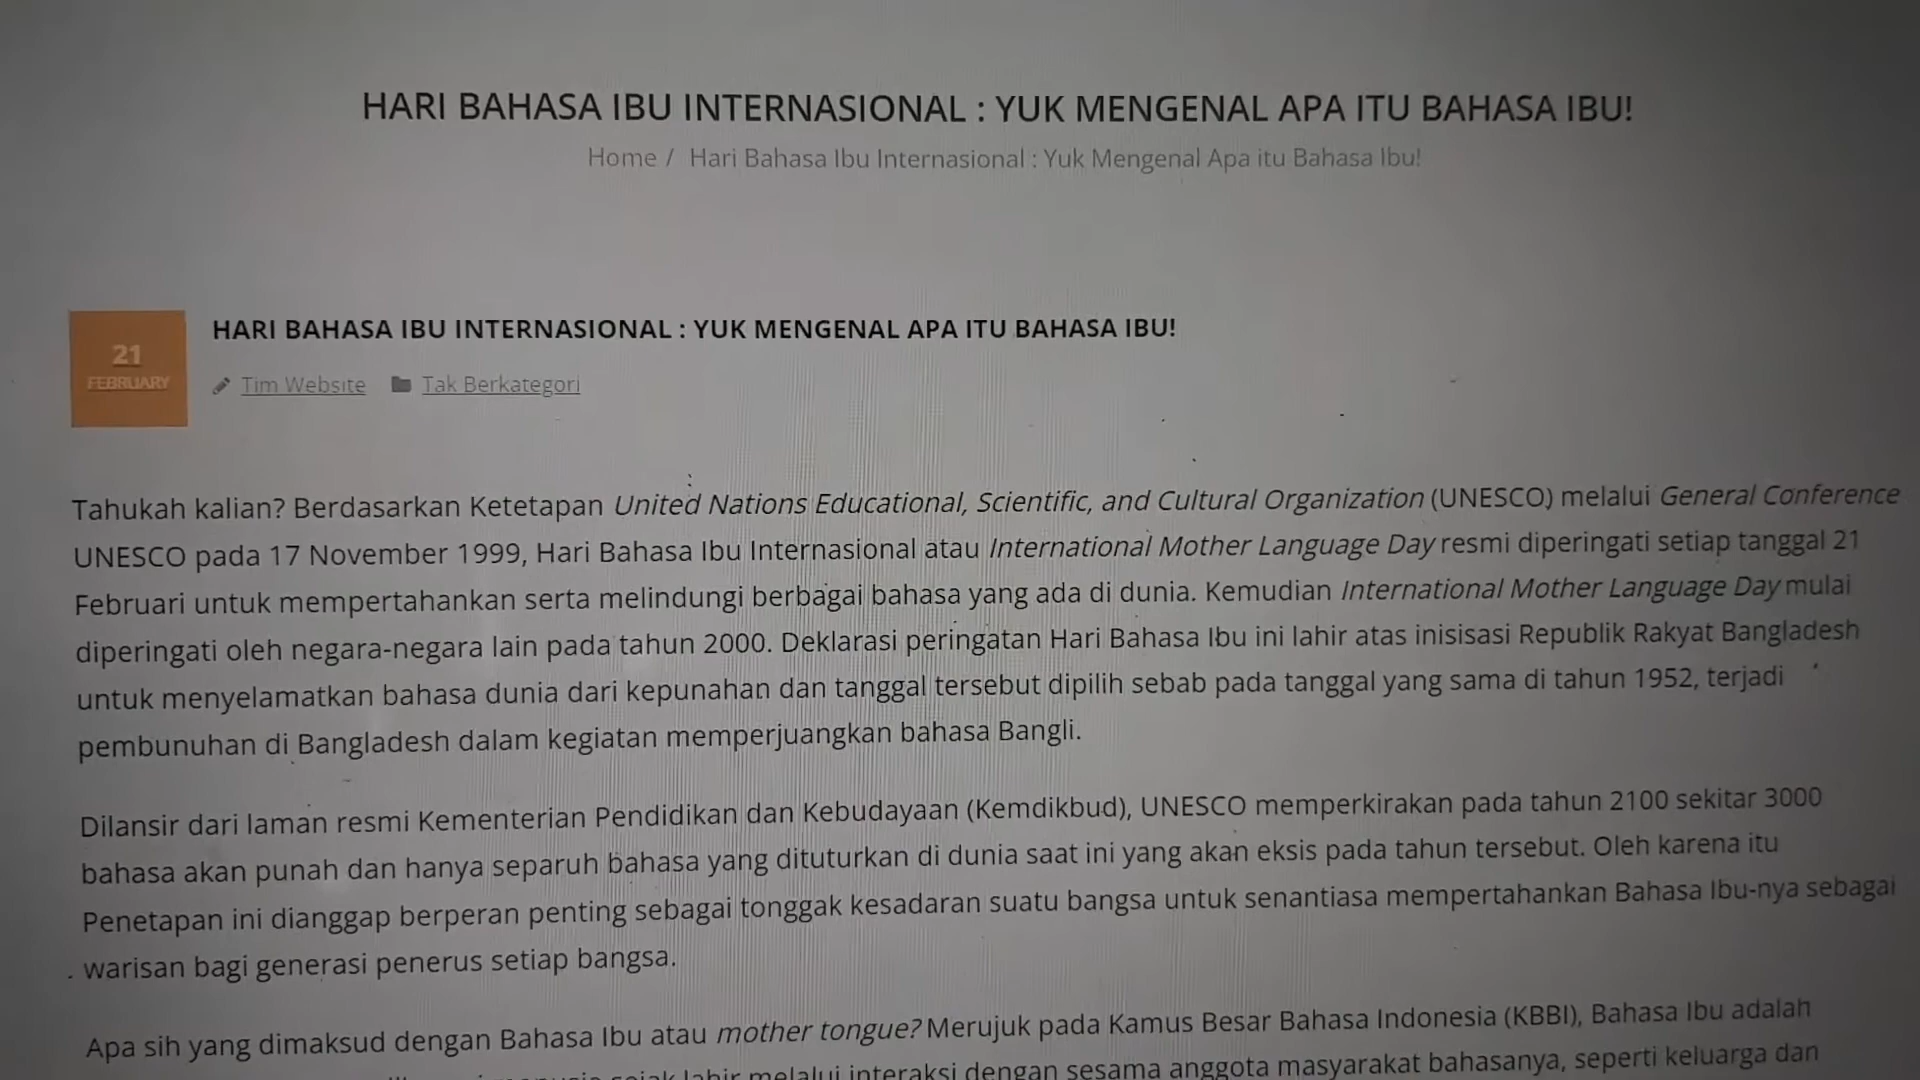 HARI BAHASA IBU INTERNASIONAL : YUK MENGENAL APA ITU BAHASA IBU!
Home / Hari Bahasa Ibu Internasional : Yuk Mengenal Apa itu Bahasa Ibu!
21
FEBRUARY
HARI BAHASA IBU INTERNASIONAL : YUK MENGENAL APA ITU BAHASA IBU!
Tim Website Tak Berkategori
Tahukah kalian? Berdasarkan Ketetapan United Nations Educational, Scientific, and Cultural Organization (UNESCO) melalui General Conference
UNESCO pada 17 November 1999, Hari Bahasa Ibu Internasional atau International Mother Language Day resmi diperingati setiap tanggal 21
Februari untuk mempertahankan serta melindungi berbagai bahasa yang ada di dunia. Kemudian International Mother Language Day mulai
diperingati oleh negara-negara lain pada tahun 2000. Deklarasi peringatan Hari Bahasa Ibu ini lahir atas inisisasi Republik Rakyat Bangladesh
untuk menyelamatkan bahasa dunia dari kepunahan dan tanggal tersebut dipilih sebab pada tanggal yang sama di tahun 1952, terjadi
pembunuhan di Bangladesh dalam kegiatan memperjuangkan bahasa Bangli.
Dilansir dari laman resmi Kementerian Pendidikan dan Kebudayaan (Kemdikbud), UNESCO memperkirakan pada tahun 2100 sekitar 3000
bahasa akan punah dan hanya separuh bahasa yang dituturkan di dunia saat ini yang akan eksis pada tahun tersebut. Oleh karena itu
Penetapan ini dianggap berperan penting sebagai tonggak kesadaran suatu bangsa untuk senantiasa mempertahankan Bahasa Ibu-nya sebagai
warisan bagi generasi penerus setiap bangsa.
Apa sih yang dimaksud dengan Bahasa Ibu atau mother tongue? Merujuk pada Kamus Besar Bahasa Indonesia (KBBI), Bahasa Ibu adalah
sejak lahir melalui interaksi dengan sesama anggota masyarakat bahasanya, seperti keluarga dan